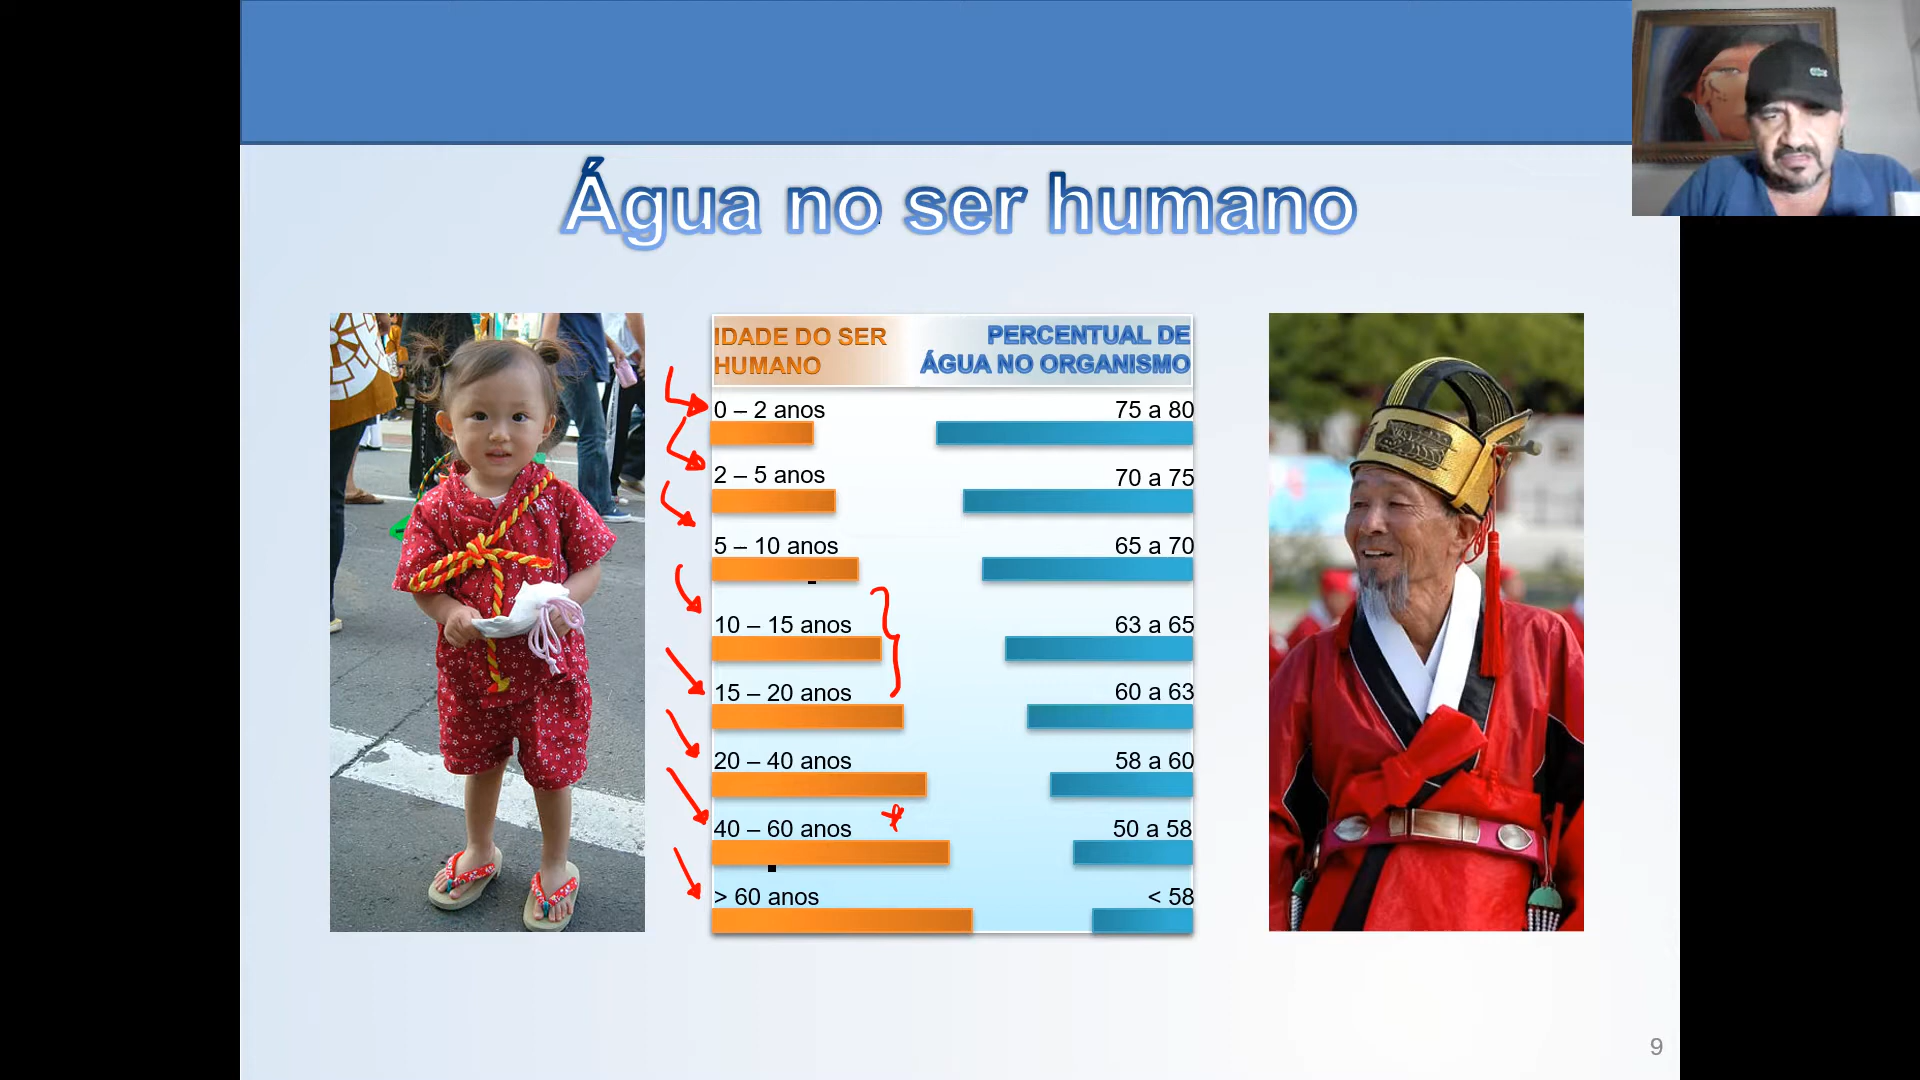 Água no ser humano
IDADE DO SER
HUMANO
PERCENTUAL DE
ÁGUA NO ORGANISMO
0 – 2 anos 75 a 80
2 – 5 anos 70 a 75
5 – 10 anos 65 a 70
10 – 15 anos 63 a 65
15 – 20 anos 60 a 63
20 – 40 anos 58 a 60
40 – 60 anos 50 a 58
> 60 anos < 58
9